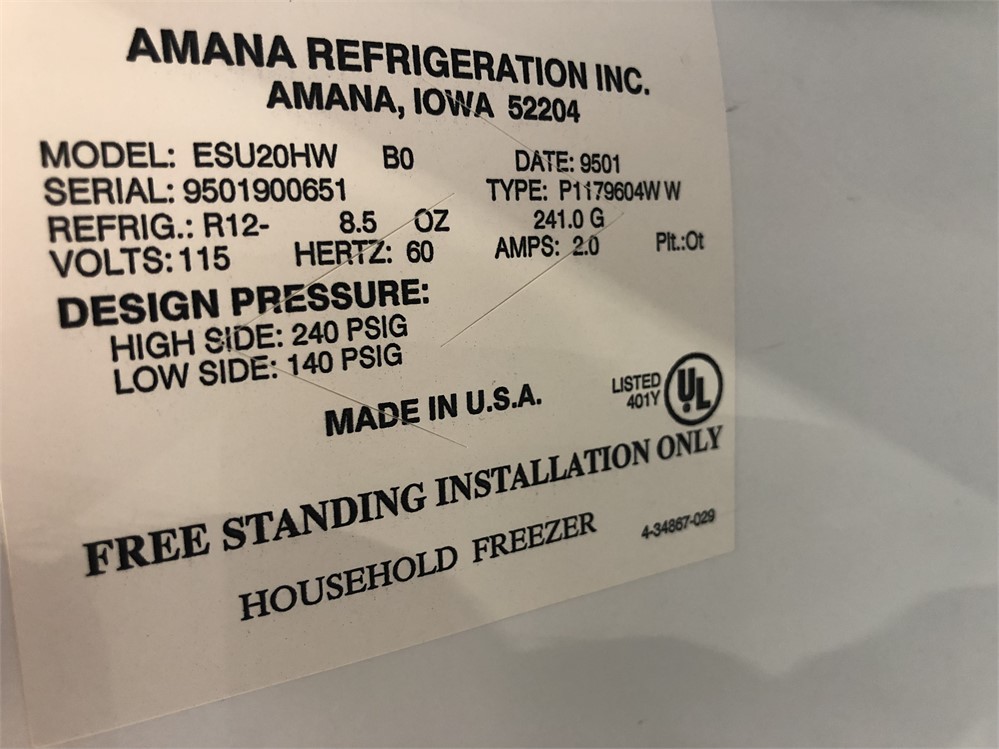 AMANA REFRIGERATION INC.
AMANA, IOWA 52204
MODEL: ESU20HW B0 DATE: 9501
SERIAL: 9501900651 TYPE: P1179604W W
REFRIG.: R12- 8.5 OZ 241.0 G
VOLTS: 115 HERTZ: 60 AMPS: 2.0 Plt.:Ot
DESIGN PRESSURE:
HIGH SIDE: 240 PSIG
LOW SIDE: 140 PSIG
MADE IN U.S.A.
LISTED UL
401Y
FREE STANDING INSTALLATION ONLY
HOUSEHOLD FREEZER 4-34867-029